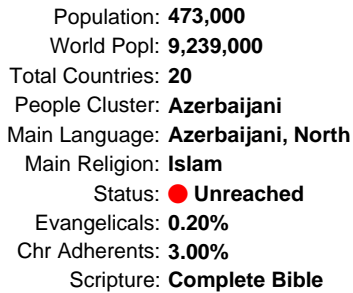 Population: 473,000
World Popl: 9,239,000
Total Countries: 20
People Cluster: Azerbaijani
Main Language: Azerbaijani, North
Main Religion: Islam
Status: Unreached
Evangelicals: 0.20%
Chr Adherents: 3.00%
Scripture: Complete Bible